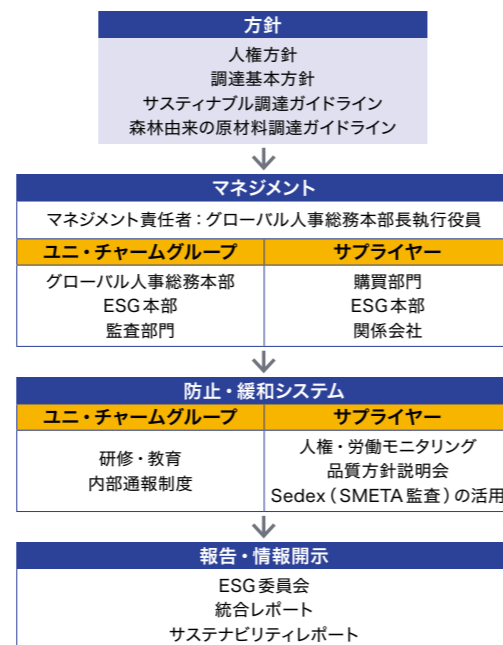 方針
人権方針
調達基本方針
サスティナブル調達ガイドライン
森林由来の原材料調達ガイドライン
マネジメント
マネジメント責任者：グローバル人事総務本部長執行役員
ユニ・チャームグループ
サプライヤー
グローバル人事総務本部
ESG本部
監査部門
購買部門
ESG本部
関係会社
防止・緩和システム
ユニ・チャームグループ
サプライヤー
研修・教育
内部通報制度
人権・労働モニタリング
品質方針説明会
Sedex（SMETA監査）の活用
報告・情報開示
ESG委員会
統合レポート
サステナビリティレポート